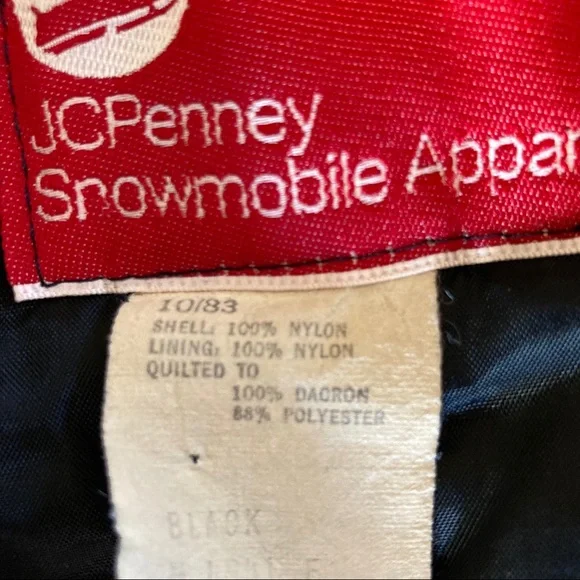 JCPenney
Snowmobile Appar
10/83
SHELL: 100% NYLON
LINING: 100% NYLON
QUILTED TO
100% DACRON
88% POLYESTER
BLACK